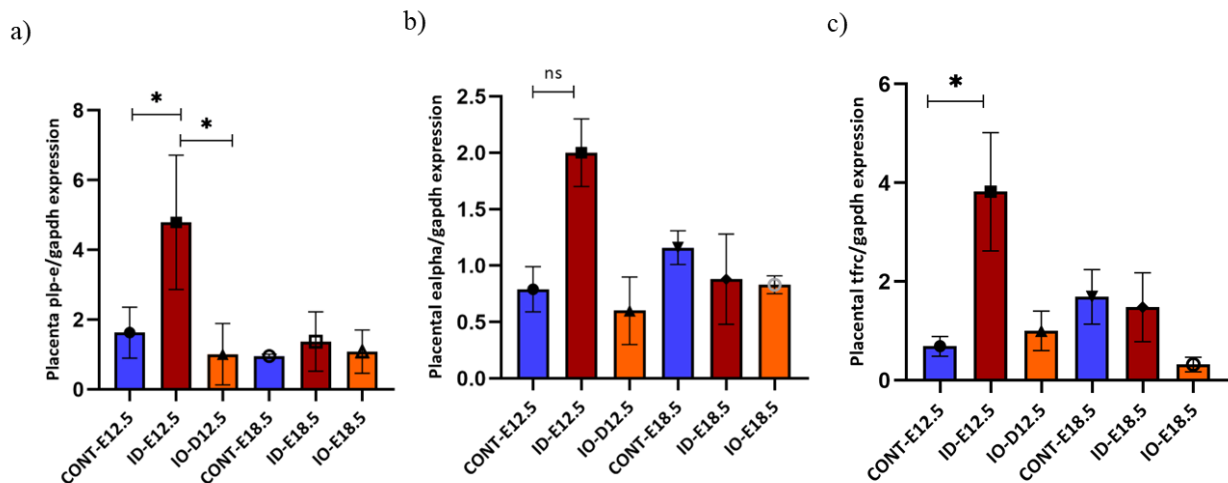 a)
Placenta plp-e/gapdh expression
8
6
4
2
0
*
*
CONT-E12.5
ID-E12.5
IO-D12.5
CONT-E18.5
ID-E18.5
IO-E18.5
b)
Placental ealpha/gapdh expression
2.5
2.0
1.5
1.0
0.5
0.0
ns
CONT-E12.5
ID-E12.5
IO-D12.5
CONT-E18.5
ID-E18.5
IO-E18.5
c)
Placental tfrc/gapdh expression
6
4
2
0
*
CONT-E12.5
ID-E12.5
IO-D12.5
CONT-E18.5
ID-E18.5
IO-E18.5